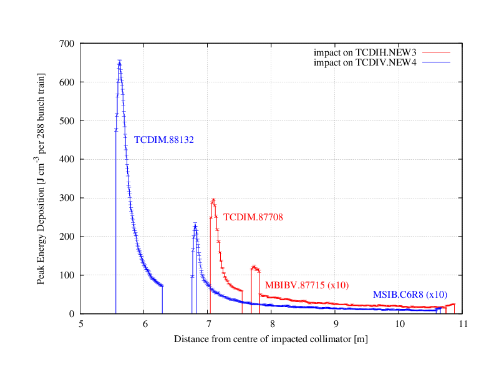 700
600
500
400
300
200
100
0
5 6 7 8 9 10 11
Peak Energy Deposition [J cm-3 per 288 bunch train]
Distance from centre of impacted collimator [m]
impact on TCDIH.NEW3
impact on TCDIV.NEW4
TCDIM.88132
TCDIM.87708
MBIBV.87715 (x10)
MSIB.C6R8 (x10)